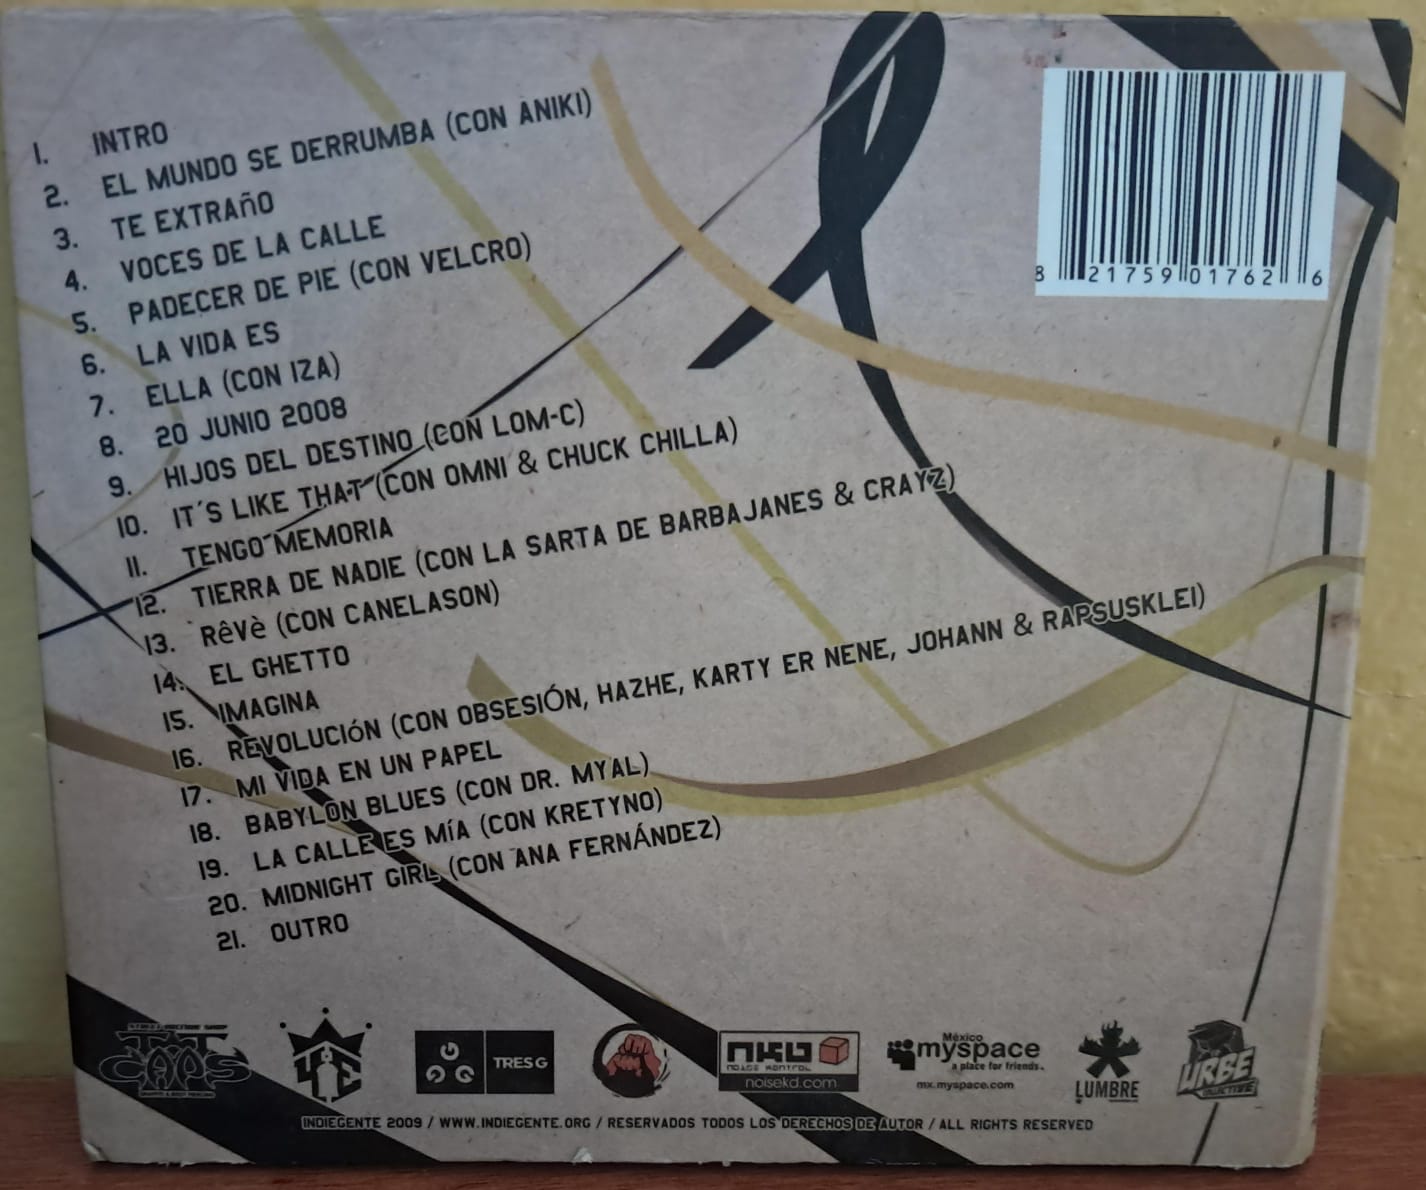 1. INTRO
2. EL MUNDO SE DERRUMBA (CON ANIKI)
3. TE EXTRAñO
4. VOCES DE LA CALLE
5. PADECER DE PIE (CON VELCRO)
6. LA VIDA ES
7. ELLA (CON IZA)
8. 20 JUNIO 2008
9. HIJOS DEL DESTINO (CON LOM-C)
10. IT´S LIKE THAT (CON OMNI & CHUCK CHILLA)
11. TENGO MEMORIA
12. TIERRA DE NADIE (CON LA SARTA DE BARBAJANES & CRAYZ)
13. RêVè (CON CANELASON)
14. EL GHETTO
15. IMAGINA
16. REVOLUCIóN (CON OBSESIÓN, HAZHE, KARTY ER NENE, JOHANN & RAPSUSKLEI)
17. MI VIDA EN UN PAPEL
18. BABYLON BLUES (CON DR. MYAL)
19. LA CALLE ES MíA (CON KRETYNO)
20. MIDNIGHT GIRL (CON ANA FERNÁNDEZ)
21. OUTRO
8 21759 01762 6
CAPS
TRES G
NKD
noisekd.com
México
myspace
a place for friends.
mx.myspace.com
LUMBRE
URBE
COLLECTIVE
INDIEGENTE 2009 / WWW.INDIEGENTE.ORG / RESERVADOS TODOS LOS DERECHOS DE AUTOR / ALL RIGHTS RESERVED